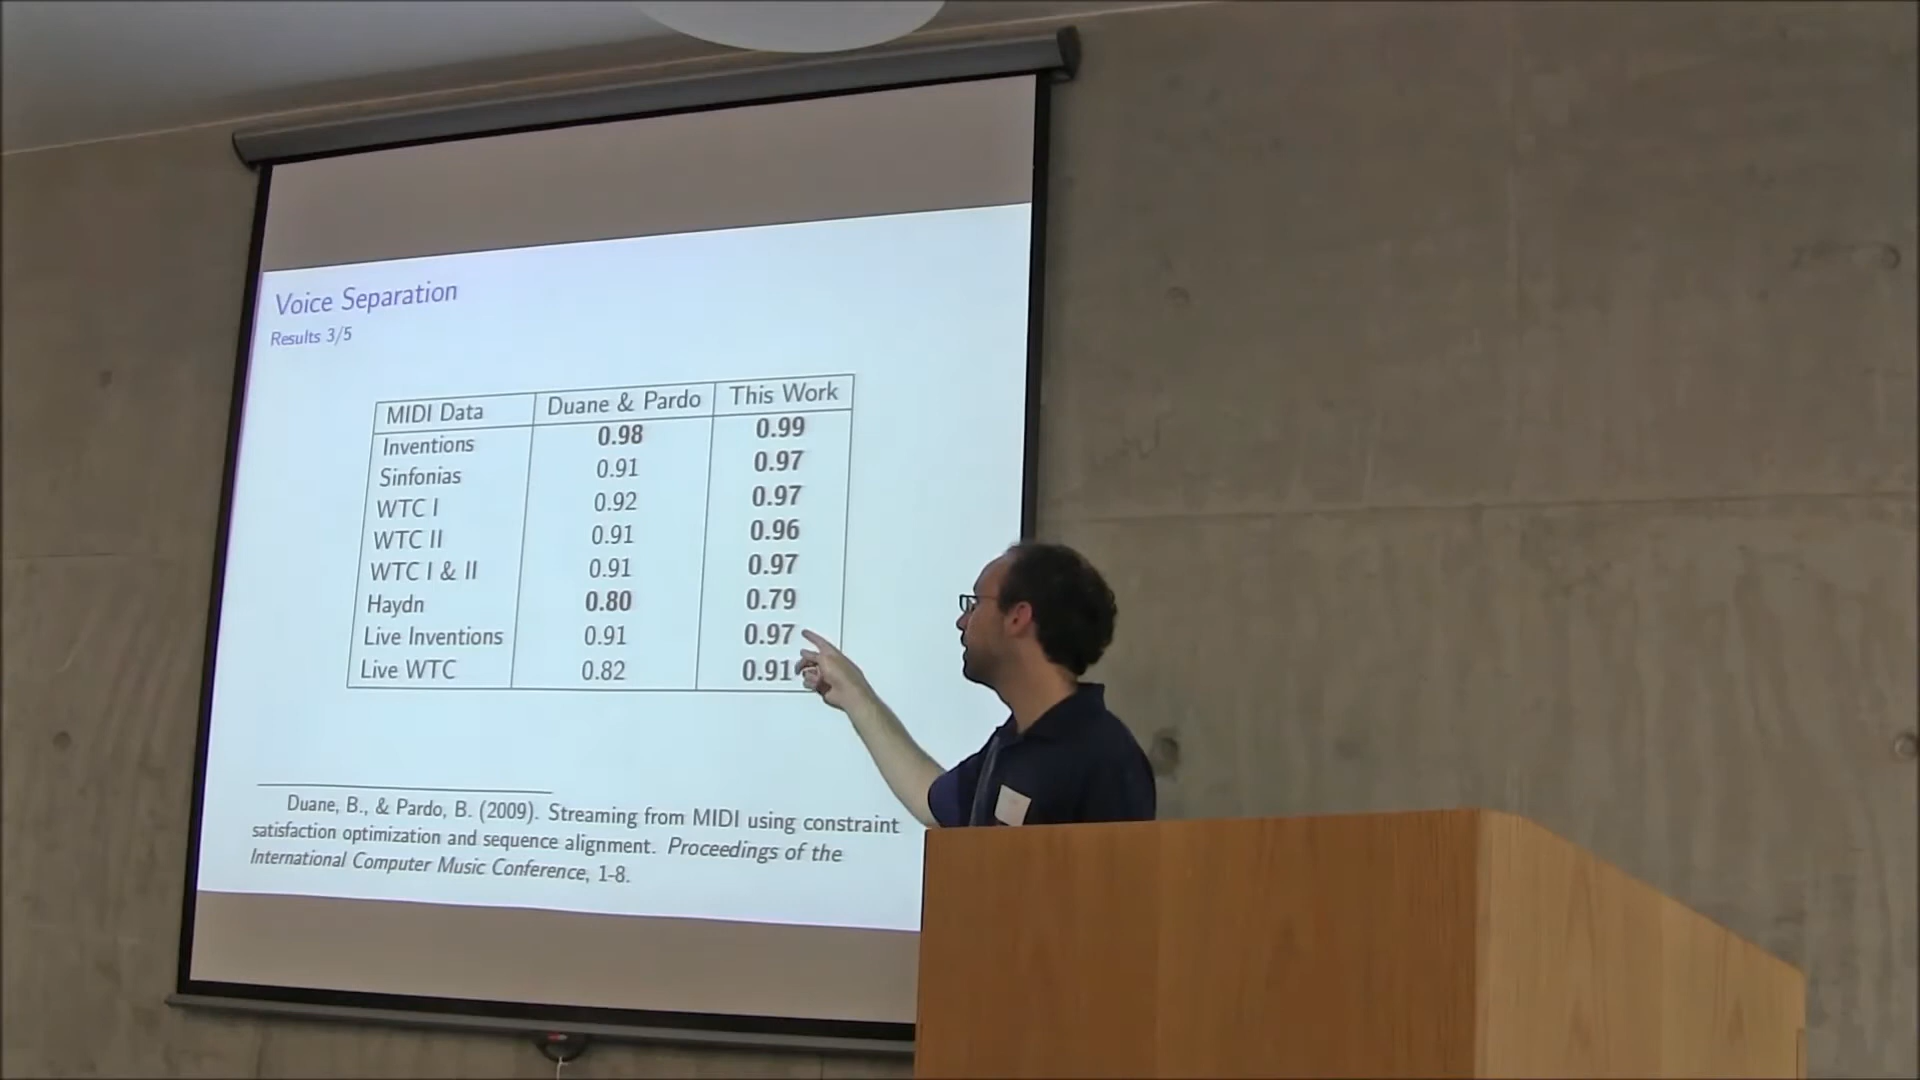 Voice Separation
Results 3/5
MIDI Data Duane & Pardo This Work
Inventions 0.98 0.99
Sinfonias 0.91 0.97
WTC I 0.92 0.97
WTC II 0.91 0.96
WTC I & II 0.91 0.97
Haydn 0.80 0.79
Live Inventions 0.91 0.97
Live WTC 0.82 0.91
Duane, B., & Pardo, B. (2009). Streaming from MIDI using constraint
satisfaction optimization and sequence alignment. Proceedings of the
International Computer Music Conference, 1-8.